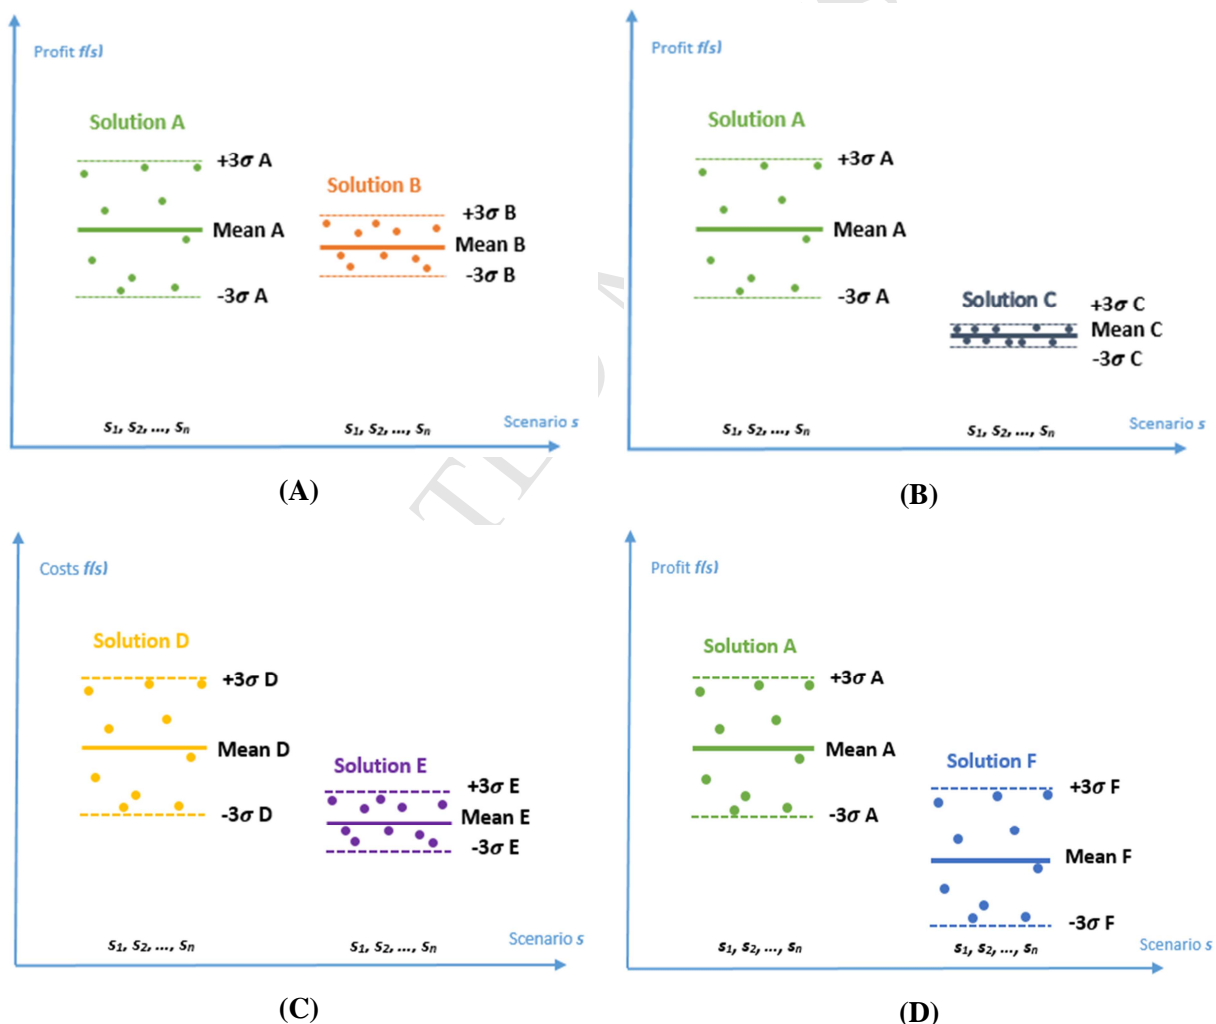 Profit f(s)
Solution A
+3σ A
Mean A
-3σ A
Solution B
+3σ B
Mean B
-3σ B
s1, s2, ..., sn
s1, s2, ..., sn
Scenario s
(A)
Profit f(s)
Solution A
+3σ A
Mean A
-3σ A
Solution C
+3σ C
Mean C
-3σ C
s1, s2, ..., sn
s1, s2, ..., sn
Scenario s
(B)
Costs f(s)
Solution D
+3σ D
Mean D
-3σ D
Solution E
+3σ E
Mean E
-3σ E
s1, s2, ..., sn
s1, s2, ..., sn
Scenario s
(C)
Profit f(s)
Solution A
+3σ A
Mean A
-3σ A
Solution F
+3σ F
Mean F
-3σ F
s1, s2, ..., sn
s1, s2, ..., sn
Scenario s
(D)